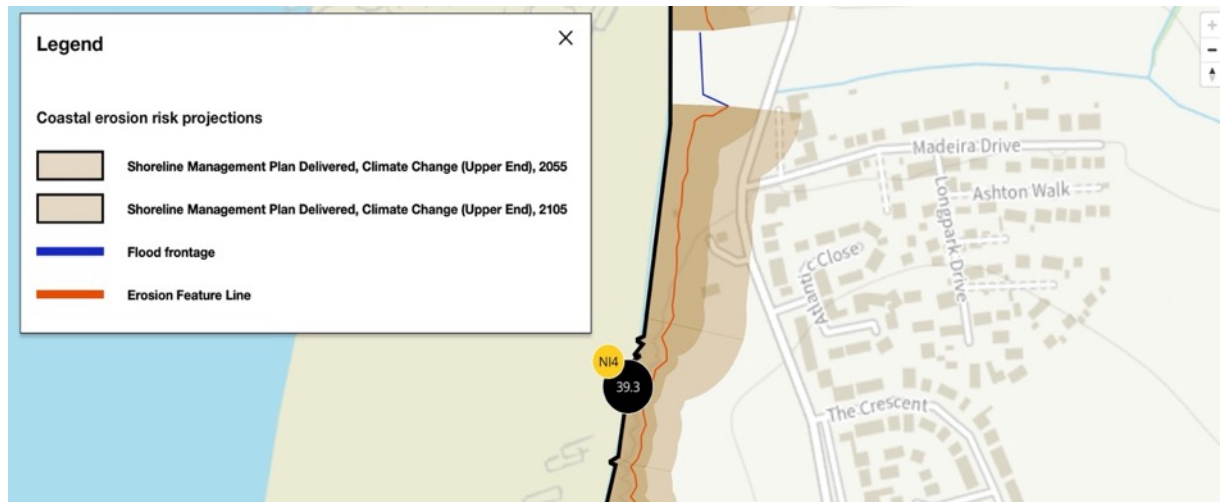 Legend
Coastal erosion risk projections
Shoreline Management Plan Delivered, Climate Change (Upper End), 2055
Shoreline Management Plan Delivered, Climate Change (Upper End), 2105
Flood frontage
Erosion Feature Line
Madeira Drive
Ashton Walk
Longpark Drive
Atlantic Close
NI4
39.3
The Crescent